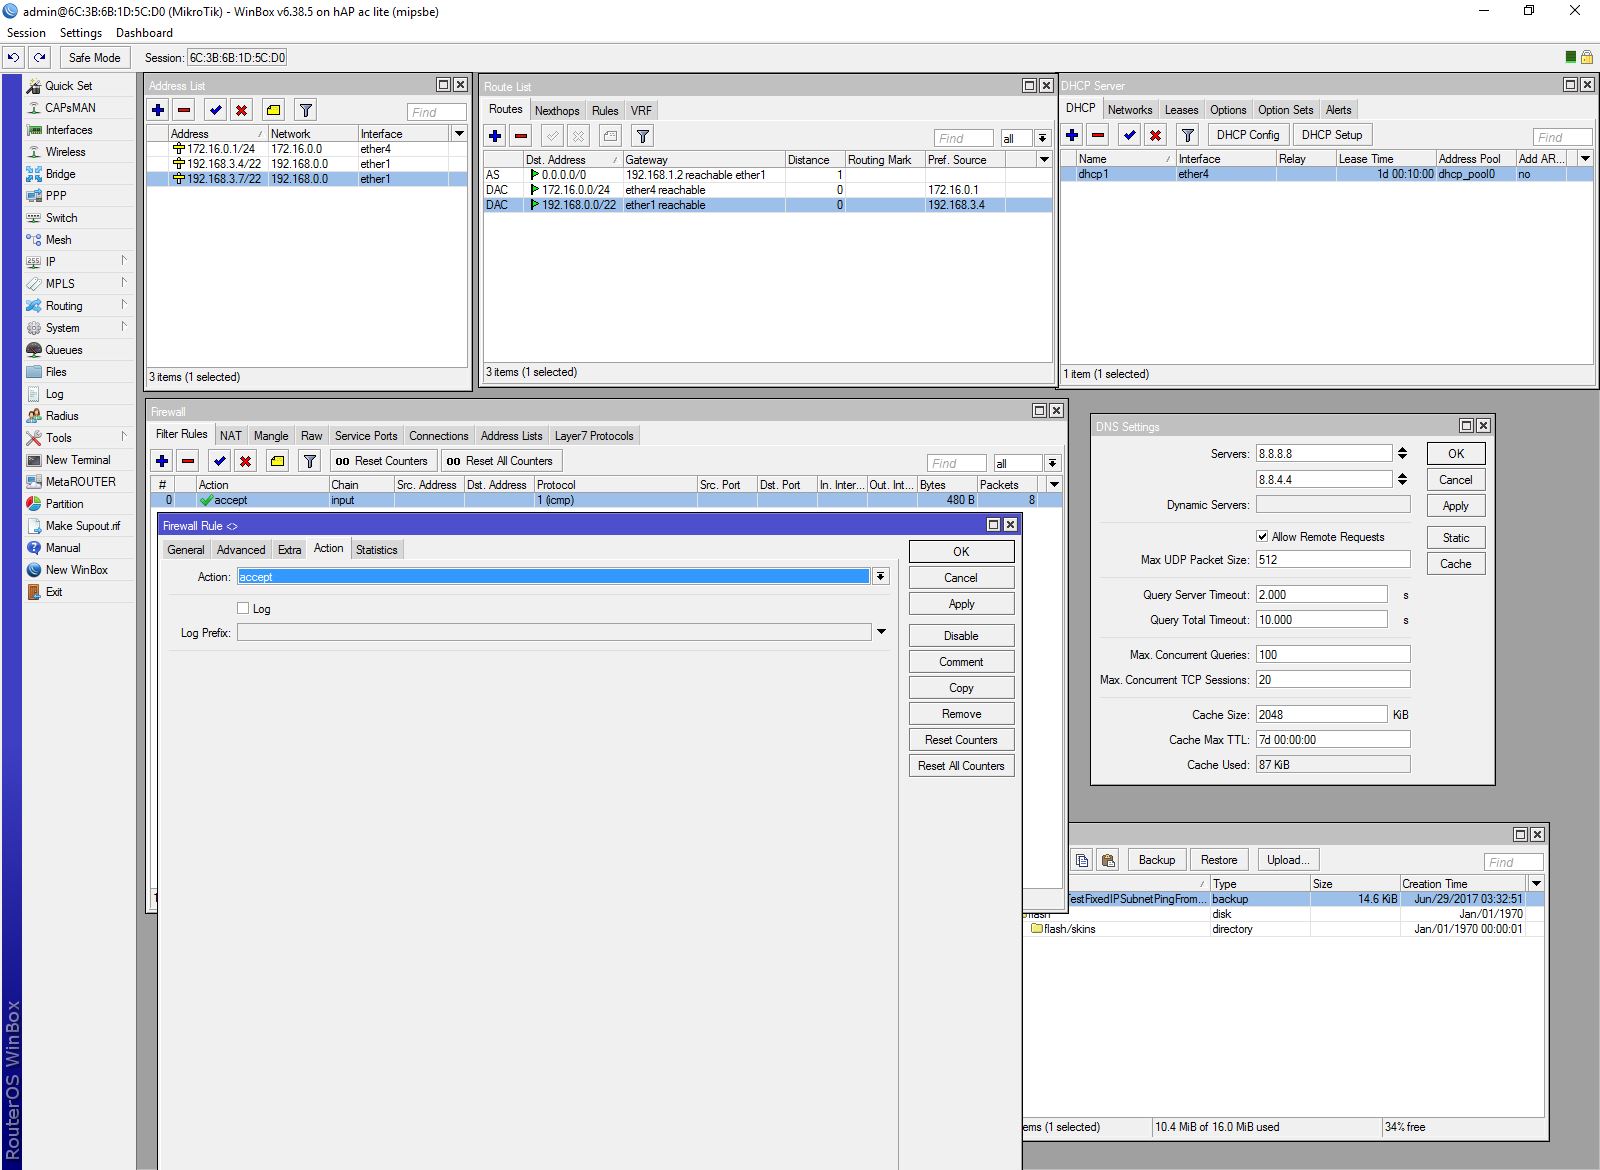 admin@6C:3B:6B:1D:5C:D0 (MikroTik) - WinBox v6.38.5 on hAP ac lite (mipsbe)
Session Settings Dashboard
Safe Mode Session: 6C:3B:6B:1D:5C:D0
Quick Set
CAPsMAN
Interfaces
Wireless
Bridge
PPP
Switch
Mesh
IP
MPLS
Routing
System
Queues
Files
Log
Radius
Tools
New Terminal
MetaROUTER
Partition
Make Supout.rif
Manual
New WinBox
Exit
RouterOS WinBox
Address List
Find
Address Network Interface
172.16.0.1/24 172.16.0.0 ether4
192.168.3.4/22 192.168.0.0 ether1
192.168.3.7/22 192.168.0.0 ether1
3 items (1 selected)
Route List
Routes Nexthops Rules VRF
Find all
Dst. Address Gateway Distance Routing Mark Pref. Source
AS 0.0.0.0/0 192.168.1.2 reachable ether1 1
DAC 172.16.0.0/24 ether4 reachable 0 172.16.0.1
DAC 192.168.0.0/22 ether1 reachable 0 192.168.3.4
3 items (1 selected)
DHCP Server
DHCP Networks Leases Options Option Sets Alerts
DHCP Config DHCP Setup Find
Name Interface Relay Lease Time Address Pool Add AR...
dhcp1 ether4 1d 00:10:00 dhcp_pool0 no
1 item (1 selected)
Firewall
Filter Rules NAT Mangle Raw Service Ports Connections Address Lists Layer7 Protocols
00 Reset Counters 00 Reset All Counters Find all
# Action Chain Src. Address Dst. Address Protocol Src. Port Dst. Port In. Inter... Out. Int... Bytes Packets
0 accept input 1 (icmp) 480 B 8
Firewall Rule <>
General Advanced Extra Action Statistics
Action: accept
Log
Log Prefix:
OK
Cancel
Apply
Disable
Comment
Copy
Remove
Reset Counters
Reset All Counters
DNS Settings
Servers: 8.8.8.8
8.8.4.4
Dynamic Servers:
Allow Remote Requests
Max UDP Packet Size: 512
Query Server Timeout: 2.000 s
Query Total Timeout: 10.000 s
Max. Concurrent Queries: 100
Max. Concurrent TCP Sessions: 20
Cache Size: 2048 KiB
Cache Max TTL: 7d 00:00:00
Cache Used: 87 KiB
OK
Cancel
Apply
Static
Cache
Backup Restore Upload... Find
Type Size Creation Time
TestFixedIPSubnetPingFrom... backup 14.6 KiB Jun/29/2017 03:32:51
flash disk Jan/01/1970
flash/skins directory Jan/01/1970 00:00:01
ems (1 selected) 10.4 MiB of 16.0 MiB used 34% free